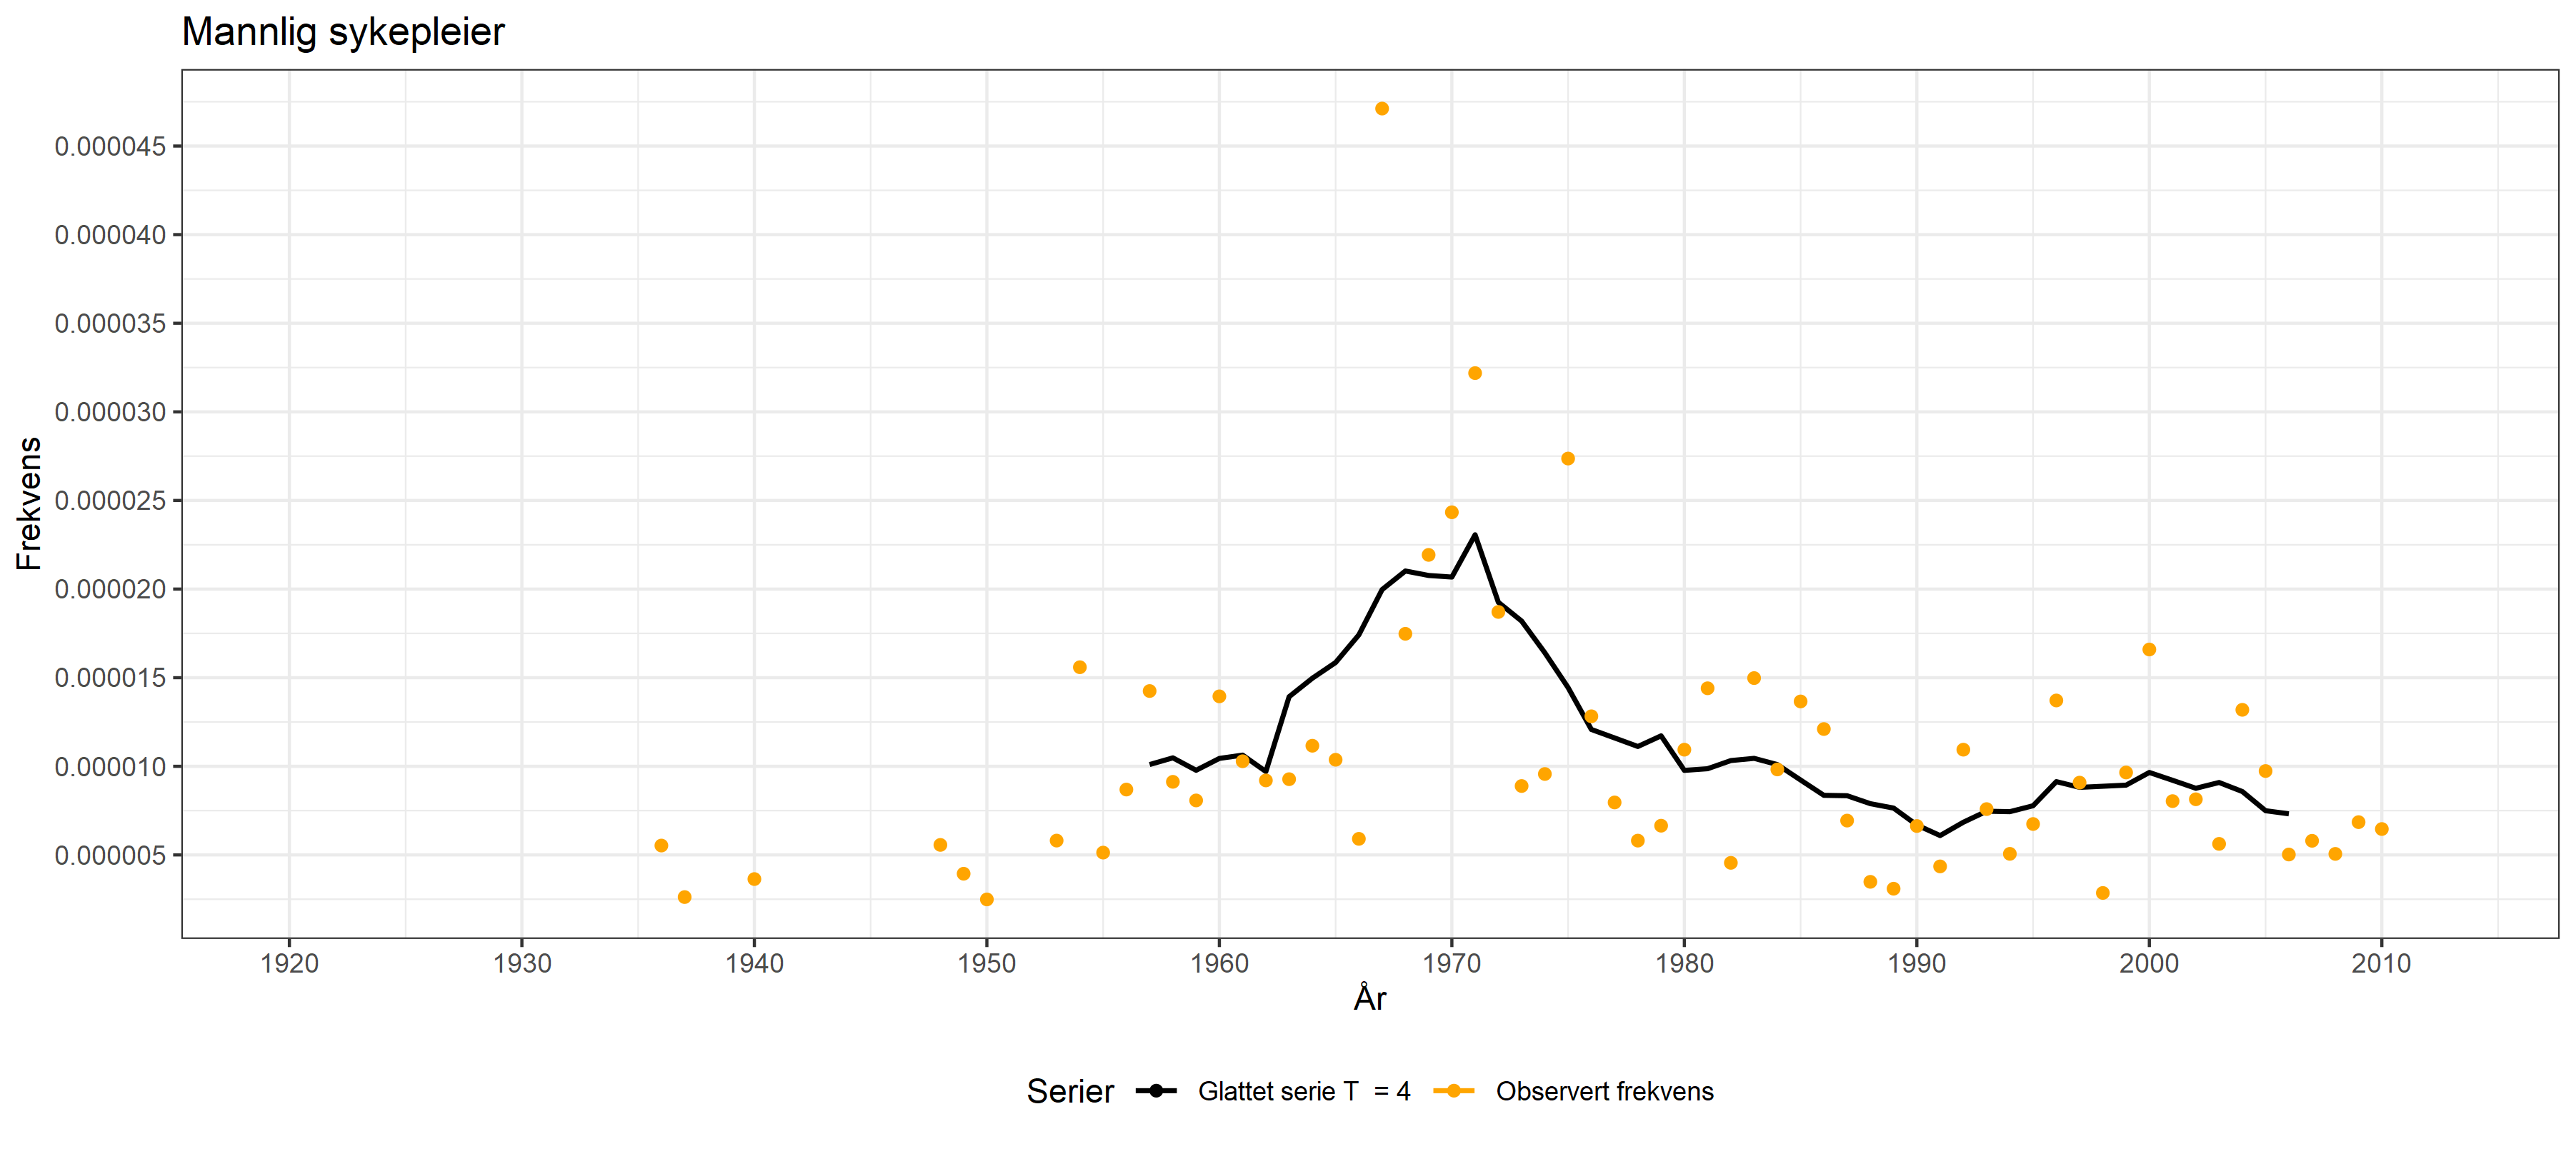 Mannlig sykepleier
Frekvens
0.000045
0.000040
0.000035
0.000030
0.000025
0.000020
0.000015
0.000010
0.000005
1920 1930 1940 1950 1960 1970 1980 1990 2000 2010
År
Serier Glattet serie T = 4 Observert frekvens